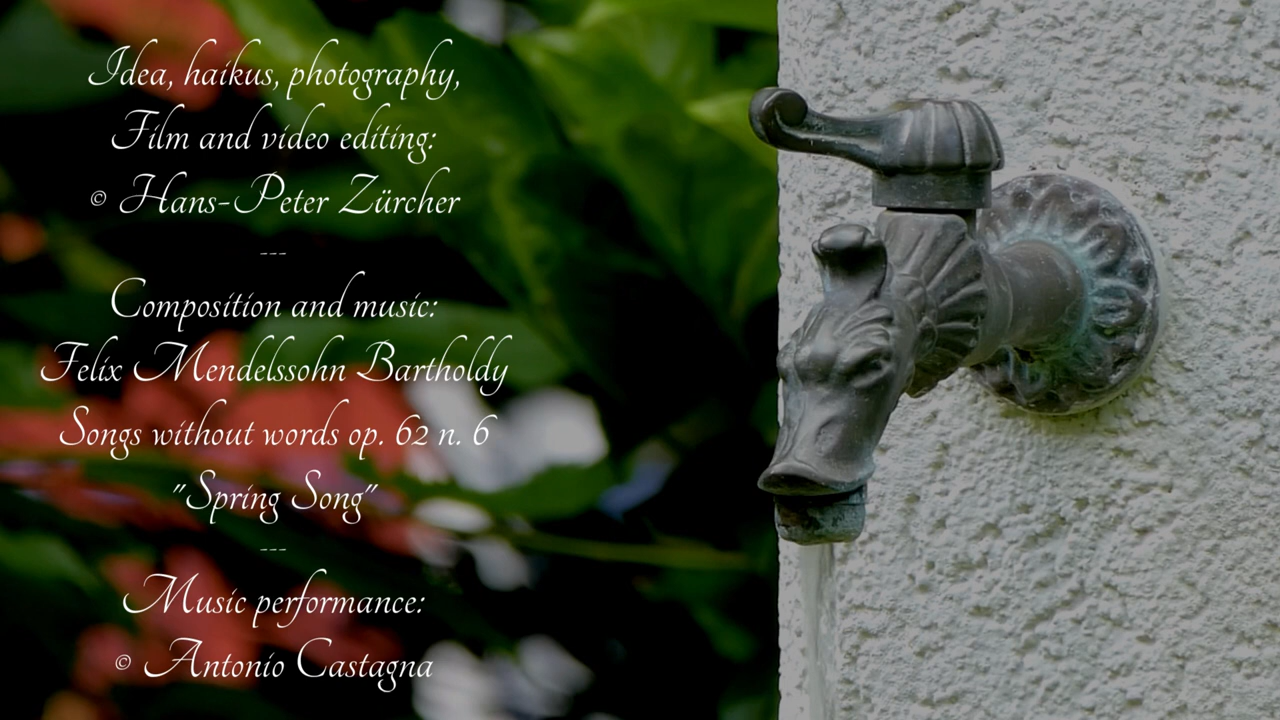 Idea, haikus, photography,
Film and video editing:
© Hans-Peter Zürcher
---
Composition and music:
Felix Mendelssohn Bartholdy
Songs without words op. 62 n. 6
"Spring Song"
---
Music performance:
© Antonio Castagna